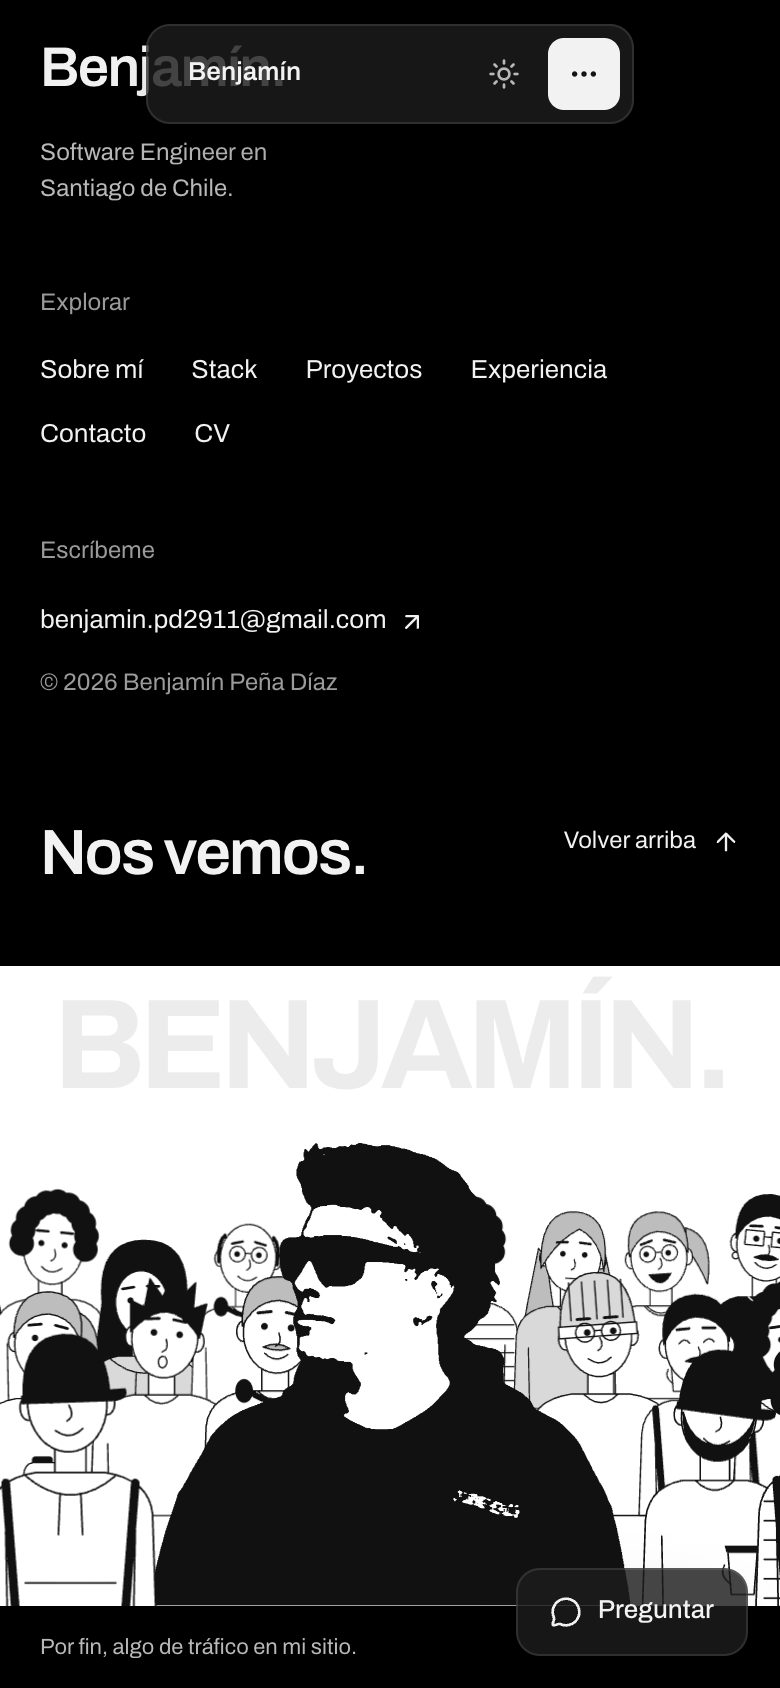 Benjamín.
Benjamín
Software Engineer en
Santiago de Chile.
Explorar
Sobre mí Stack Proyectos Experiencia
Contacto CV
Escríbeme
benjamin.pd2911@gmail.com
© 2026 Benjamín Peña Díaz
Nos vemos. Volver arriba
BENJAMÍN.
Preguntar
Por fin, algo de tráfico en mi sitio.